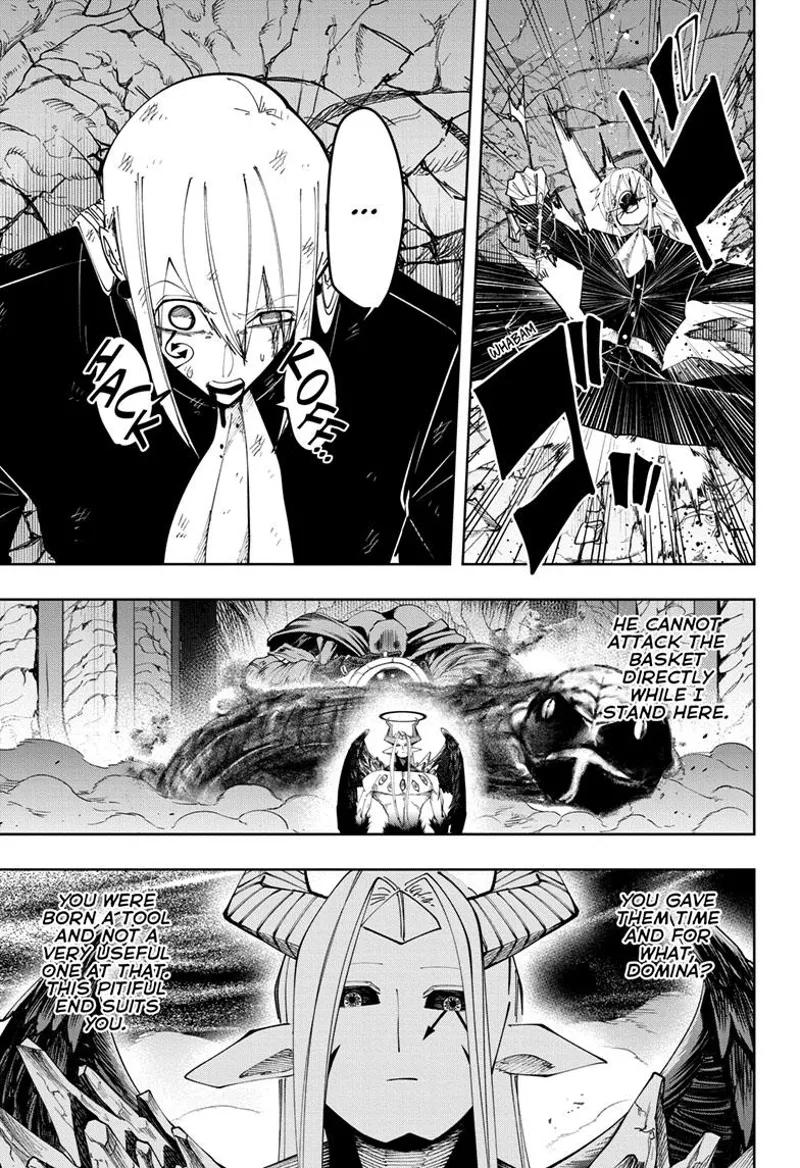 WHABAM
...
KOFF...
HACK
HE CANNOT
ATTACK THE
BASKET
DIRECTLY
WHILE I
STAND HERE.
YOU GAVE
THEM TIME
AND FOR
WHAT,
DOMINA?
YOU WERE
BORN A TOOL
AND NOT A
VERY USEFUL
ONE AT THAT.
THIS PITIFUL
END SUITS
YOU.